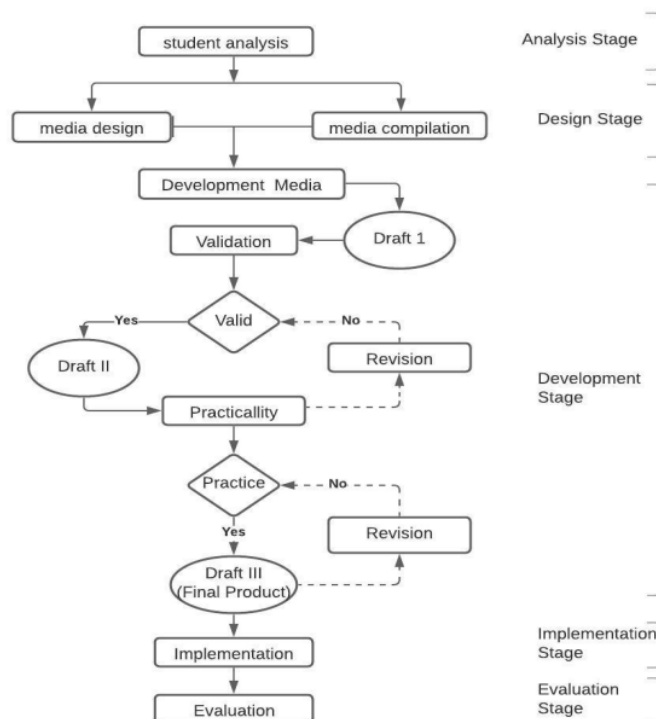 student analysis
Analysis Stage
media design
media compilation
Design Stage
Development Media
Draft 1
Validation
Valid
Yes
No
Draft II
Revision
Development
Stage
Practicallity
Practice
No
Yes
Revision
Draft III
(Final Product)
Implementation
Implementation
Stage
Evaluation
Evaluation
Stage